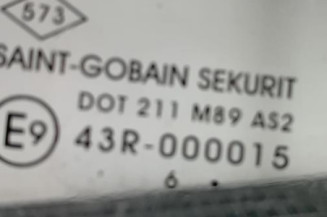 573
SAINT-GOBAIN SEKURIT
DOT 211 M89 AS2
E9 43R-000015
6 .